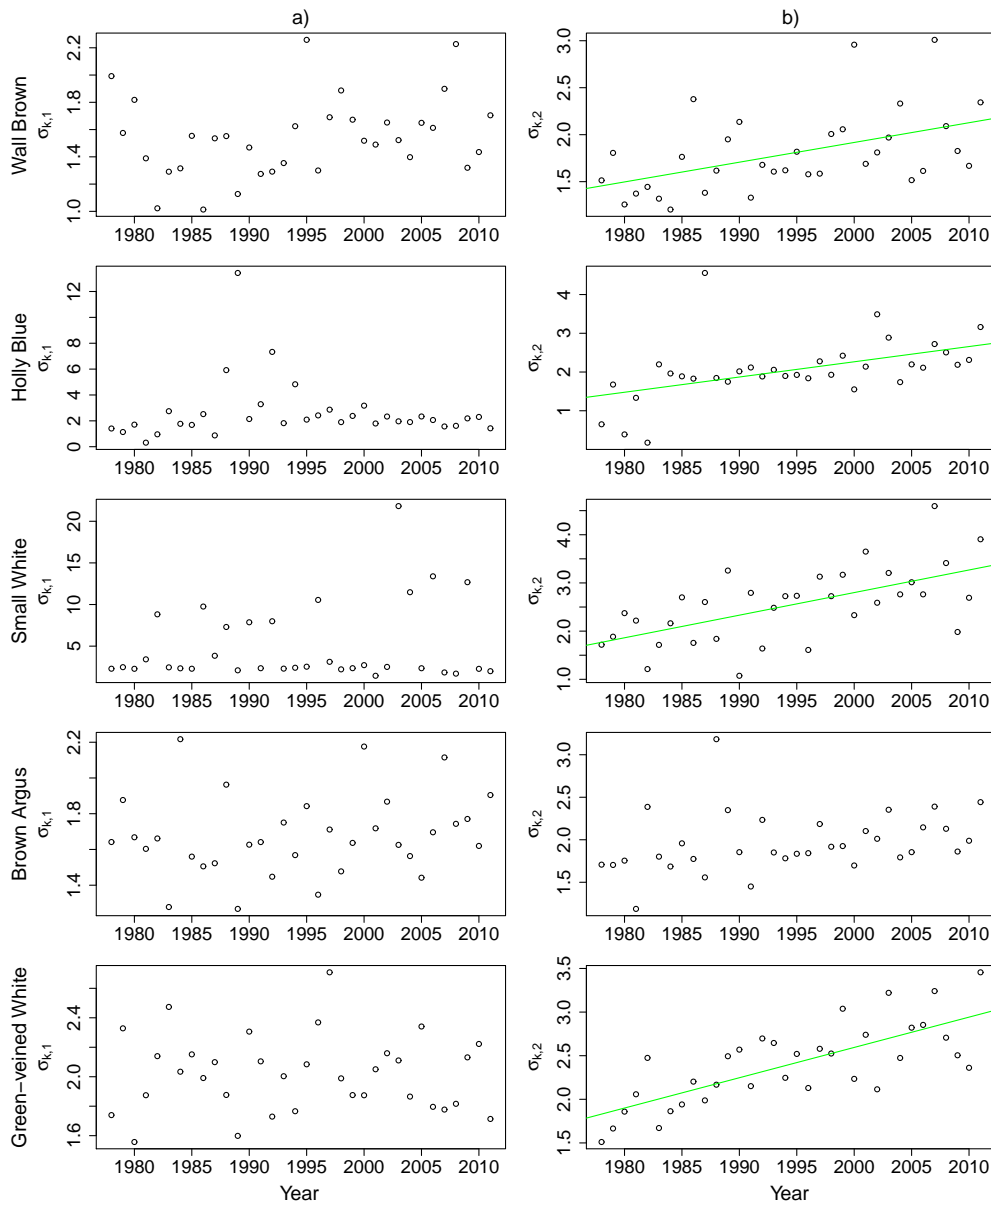 a)
b)
Wall Brown
σk,1
1.0 1.4 1.8 2.2
1980 1985 1990 1995 2000 2005 2010
σk,2
1.5 2.0 2.5 3.0
1980 1985 1990 1995 2000 2005 2010
Holly Blue
σk,1
0 2 4 6 8 12
1980 1985 1990 1995 2000 2005 2010
σk,2
1 2 3 4
1980 1985 1990 1995 2000 2005 2010
Small White
σk,1
5 10 15 20
1980 1985 1990 1995 2000 2005 2010
σk,2
1.0 2.0 3.0 4.0
1980 1985 1990 1995 2000 2005 2010
Brown Argus
σk,1
1.4 1.8 2.2
1980 1985 1990 1995 2000 2005 2010
σk,2
1.5 2.0 2.5 3.0
1980 1985 1990 1995 2000 2005 2010
Green−veined White
σk,1
1.6 2.0 2.4
1980 1985 1990 1995 2000 2005 2010
Year
σk,2
1.5 2.0 2.5 3.0 3.5
1980 1985 1990 1995 2000 2005 2010
Year